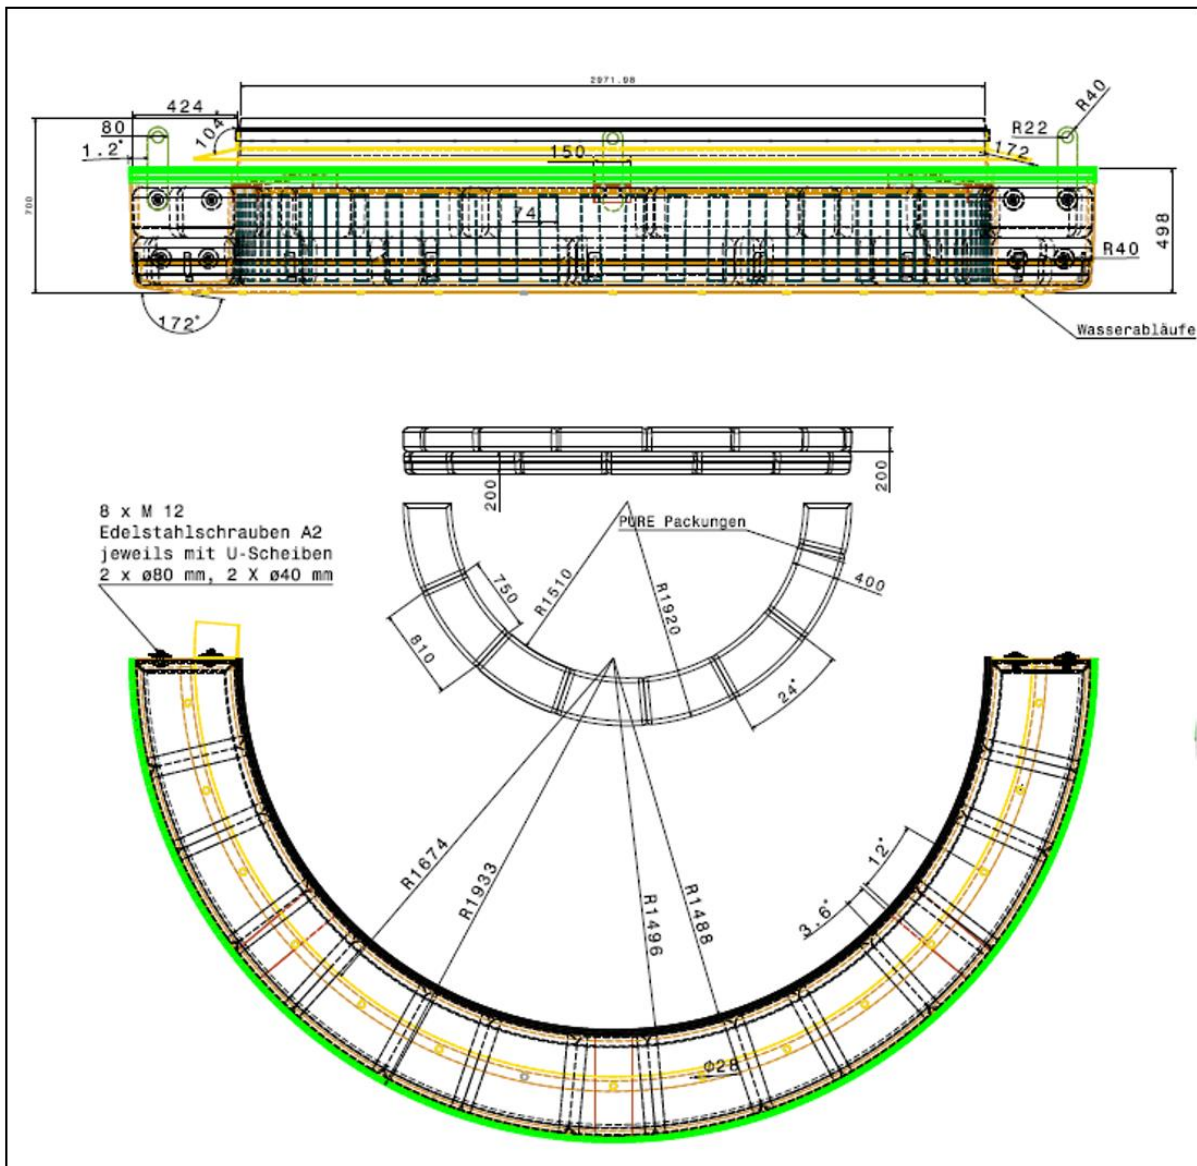 2971.98
424
R40
80
104°
R22
1.2°
150
172
700
74
498
R40
172°
Wasserabläufe
200
200
8 x M 12
Edelstahlschrauben A2
jeweils mit U-Scheiben
2 x ø80 mm, 2 X ø40 mm
PURE Packungen
750
R1510
400
R1920
810
24°
R1674
R1933
R1496
R1488
12°
3.6°
Φ28